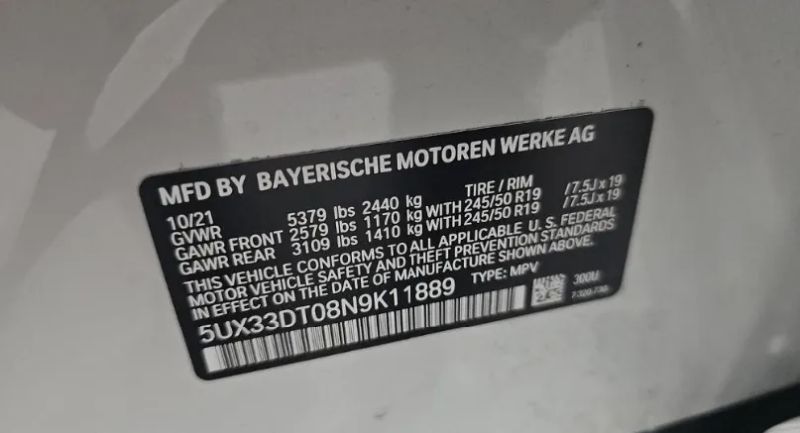 MFD BY BAYERISCHE MOTOREN WERKE AG
10/21 TIRE / RIM
GVWR 5379 lbs 2440 kg
GAWR FRONT 2579 lbs 1170 kg WITH 245/50 R19 /7.5J x 19
GAWR REAR 3109 lbs 1410 kg WITH 245/50 R19 /7.5J x 19
THIS VEHICLE CONFORMS TO ALL APPLICABLE U. S. FEDERAL
MOTOR VEHICLE SAFETY AND THEFT PREVENTION STANDARDS
IN EFFECT ON THE DATE OF MANUFACTURE SHOWN ABOVE.
5UX33DT08N9K11889 TYPE: MPV
300U